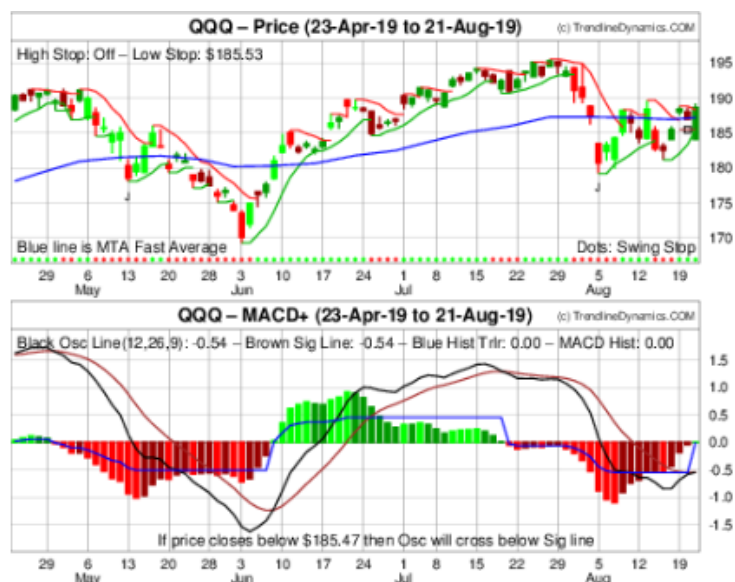 QQQ – Price (23-Apr-19 to 21-Aug-19)
(c) TrendlineDynamics.COM
High Stop: Off – Low Stop: $185.53
195
190
185
180
175
170
Blue line is MTA Fast Average
Dots: Swing Stop
29 6 13 20 28 3 10 17 24 1 8 15 22 29 5 12 19
May Jun Jul Aug
QQQ – MACD+ (23-Apr-19 to 21-Aug-19)
(c) TrendlineDynamics.COM
Black Osc Line(12,26,9): -0.54 – Brown Sig Line: -0.54 – Blue Hist Trlr: 0.00 – MACD Hist: 0.00
1.5
1.0
0.5
0.0
-0.5
-1.0
-1.5
If price closes below $185.47 then Osc will cross below Sig line
29 6 13 20 28 3 10 17 24 1 8 15 22 29 5 12 19
May Jun Jul Aug